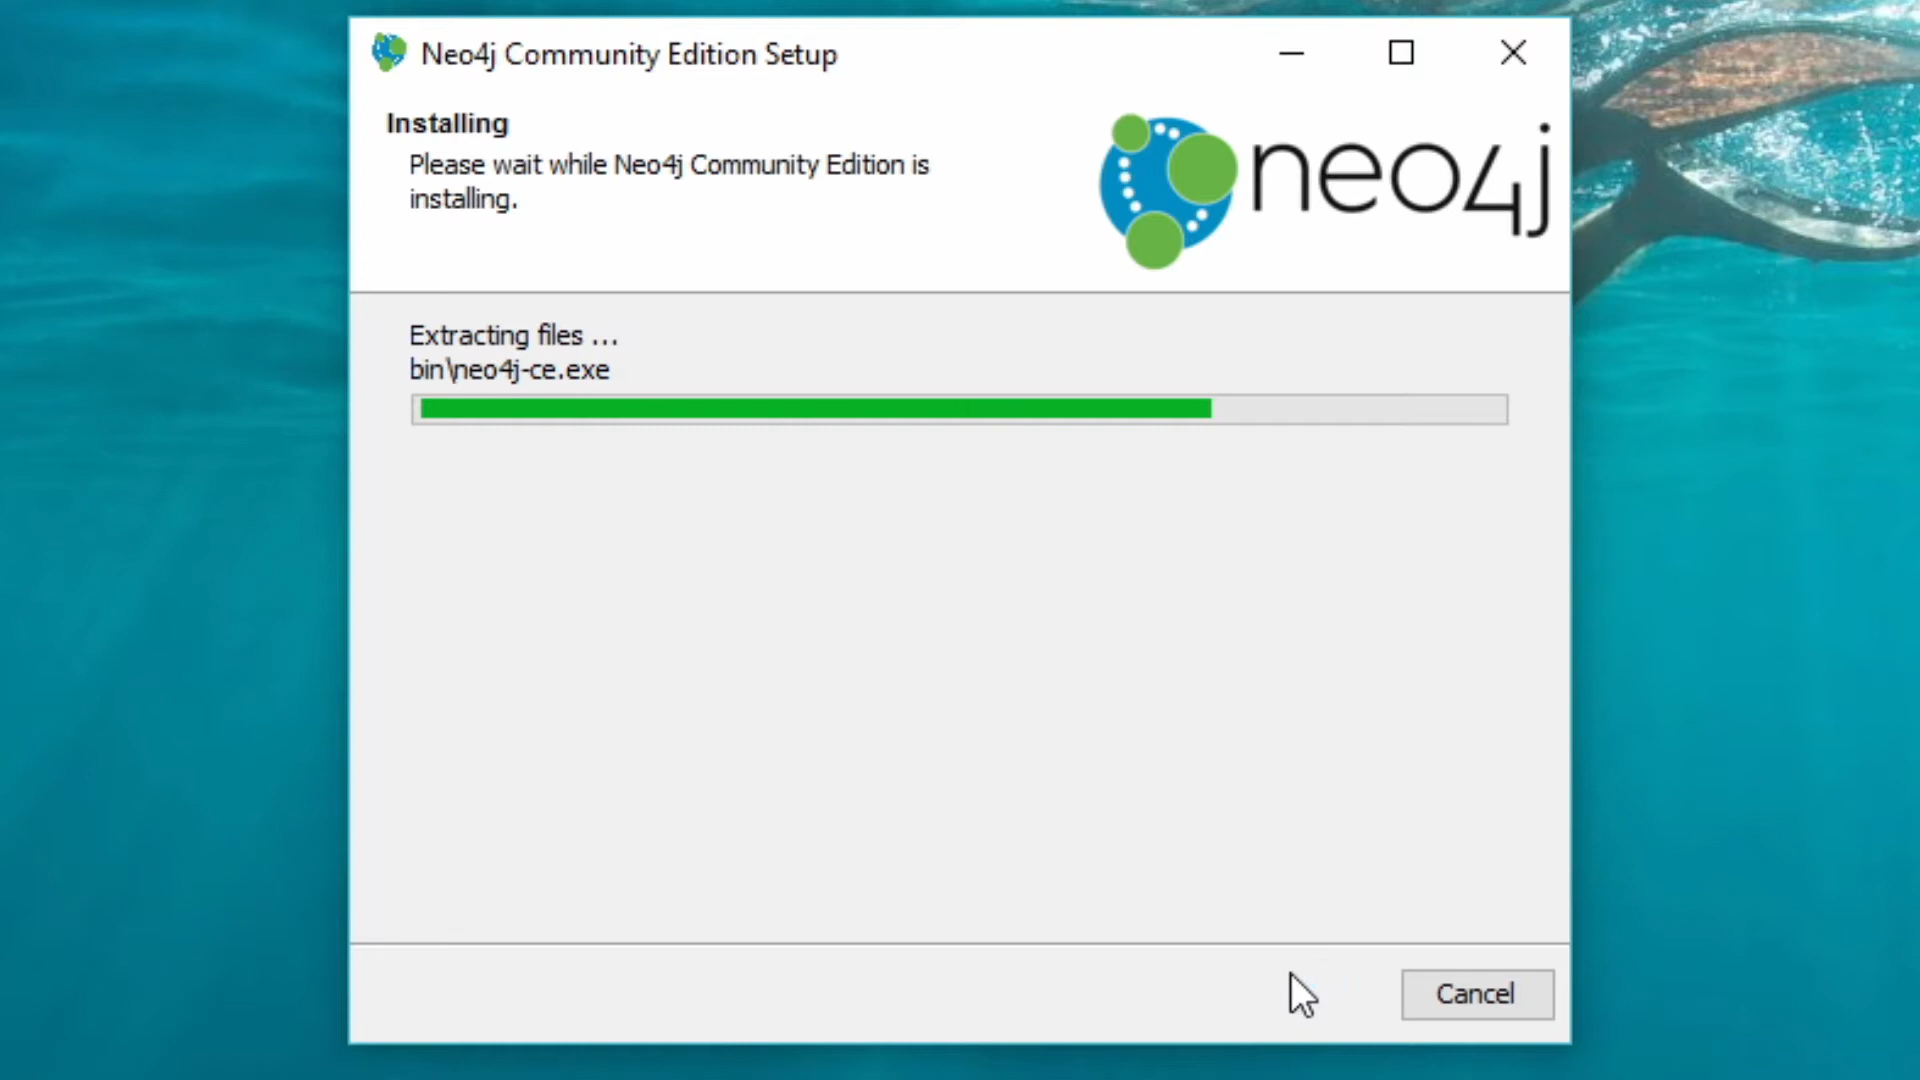 Neo4j Community Edition Setup
Installing
Please wait while Neo4j Community Edition is
installing.
neo4j
Extracting files ...
bin\neo4j-ce.exe
Cancel